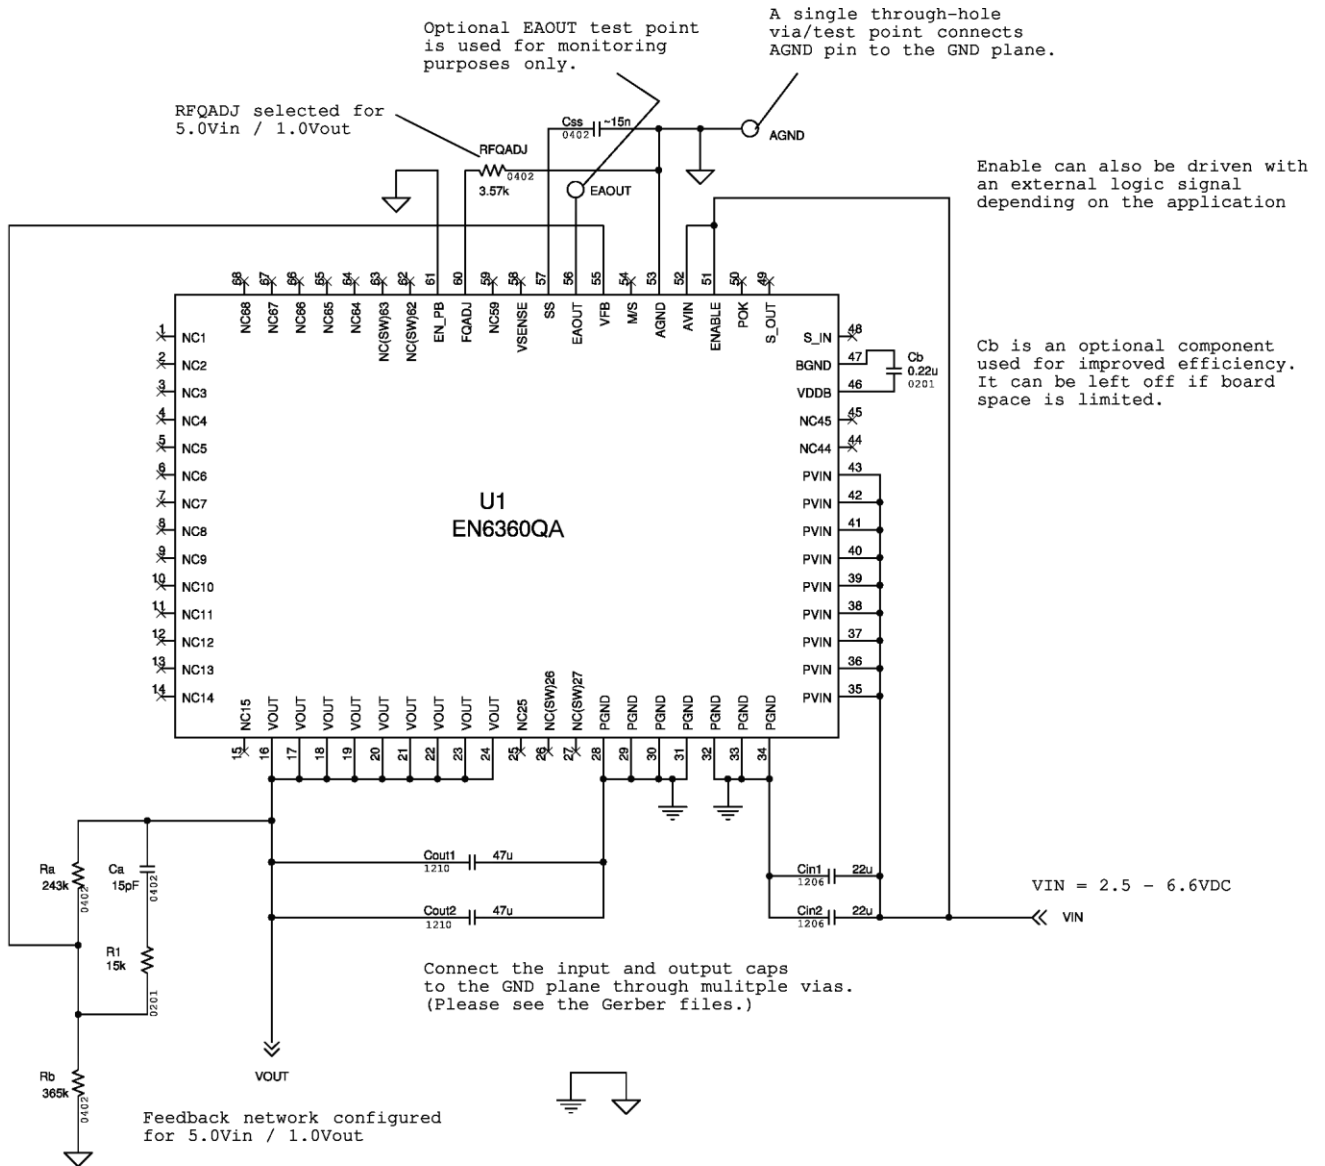 A single through-hole
via/test point connects
AGND pin to the GND plane.
Optional EAOUT test point
is used for monitoring
purposes only.
RFQADJ selected for
5.0Vin / 1.0Vout
Css
~15n
0402
AGND
RFQADJ
0402
3.57k
EAOUT
Enable can also be driven with
an external logic signal
depending on the application
68
67
66
65
64
63
62
61
60
59
58
57
56
55
54
53
52
51
50
49
NC68
NC67
NC66
NC65
NC64
NC(SW)63
NC(SW)62
EN_PB
FQADJ
NC59
VSENSE
SS
EAOUT
VFB
M/S
AGND
AVIN
ENABLE
POK
S_OUT
1 NC1
2 NC2
3 NC3
4 NC4
5 NC5
6 NC6
7 NC7
8 NC8
9 NC9
10 NC10
11 NC11
12 NC12
13 NC13
14 NC14
U1
EN6360QA
S_IN 48
BGND 47
VDDB 46
NC45 45
NC44 44
PVIN 43
PVIN 42
PVIN 41
PVIN 40
PVIN 39
PVIN 38
PVIN 37
PVIN 36
PVIN 35
Cb
0.22u
0201
Cb is an optional component
used for improved efficiency.
It can be left off if board
space is limited.
NC15
VOUT
VOUT
VOUT
VOUT
VOUT
VOUT
VOUT
VOUT
VOUT
NC25
NC(SW)26
NC(SW)27
PGND
PGND
PGND
PGND
PGND
PGND
PGND
15
16
17
18
19
20
21
22
23
24
25
26
27
28
29
30
31
32
33
34
Ra
243k
0402
Ca
15pF
0402
R1
15k
0201
Rb
365k
0402
Cout1
47u
1210
Cout2
47u
1210
Cin1
22u
1206
Cin2
22u
1206
VIN = 2.5 - 6.6VDC
VIN
Connect the input and output caps
to the GND plane through mulitple vias.
(Please see the Gerber files.)
VOUT
Feedback network configured
for 5.0Vin / 1.0Vout